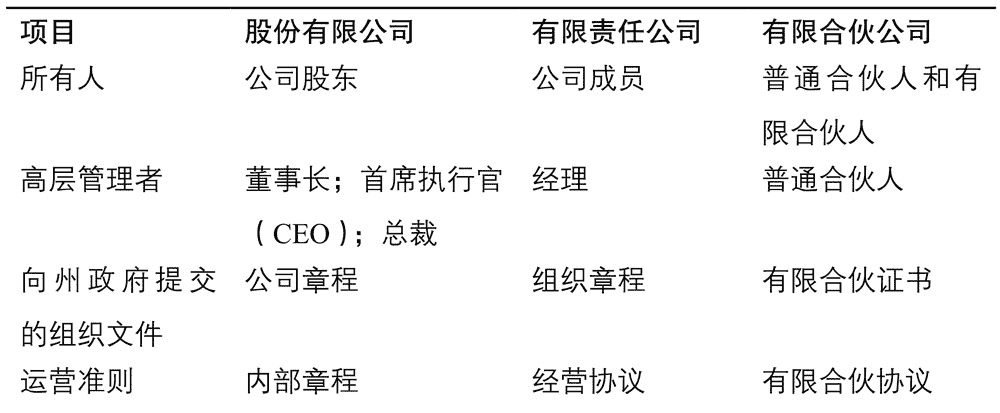 项目 股份有限公司 有限责任公司 有限合伙公司
所有人 公司股东 公司成员 普通合伙人和有
限合伙人
高层管理者 董事长；首席执行官 经理 普通合伙人
（CEO）；总裁
向州政府提交 公司章程 组织章程 有限合伙证书
的组织文件
运营准则 内部章程 经营协议 有限合伙协议